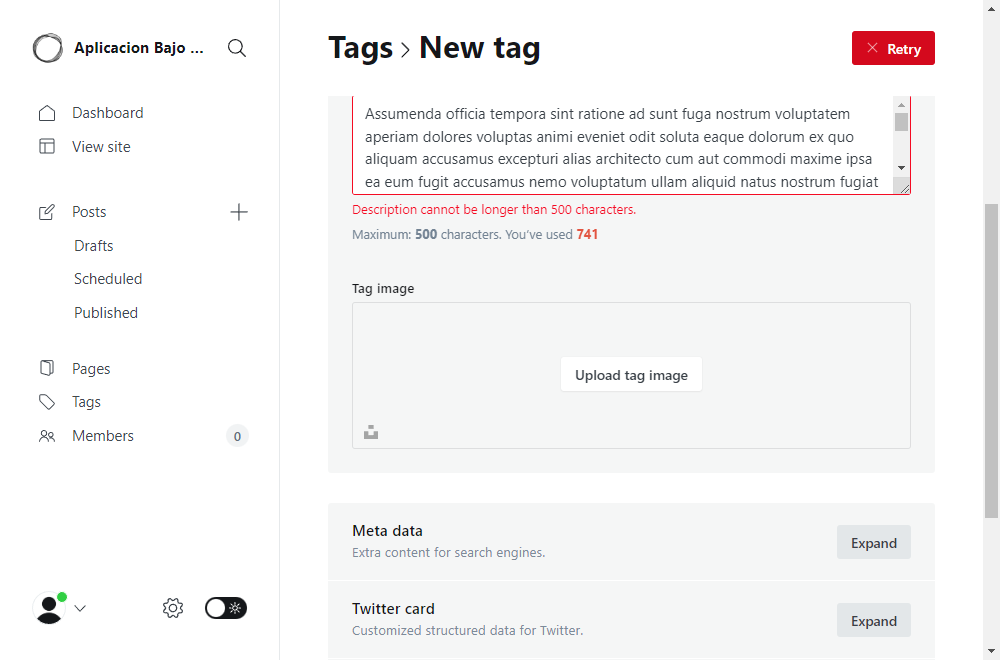 Aplicacion Bajo ...
Dashboard
View site
Posts
Drafts
Scheduled
Published
Pages
Tags
Members
0
Tags > New tag
Retry
Assumenda officia tempora sint ratione ad sunt fuga nostrum voluptatem
aperiam dolores voluptas animi eveniet odit soluta eaque dolorum ex quo
aliquam accusamus excepturi alias architecto cum aut commodi maxime ipsa
ea eum fugit accusamus nemo voluptatum ullam aliquid natus nostrum fugiat
Description cannot be longer than 500 characters.
Maximum: 500 characters. You've used 741
Tag image
Upload tag image
Meta data
Extra content for search engines.
Expand
Twitter card
Customized structured data for Twitter.
Expand